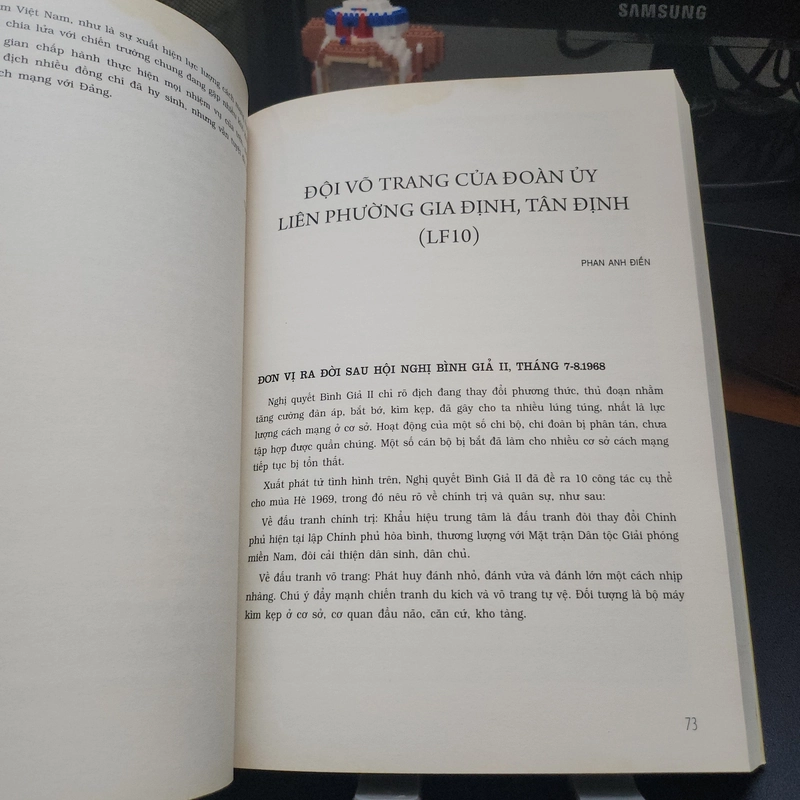 m Việt Nam, như là sự xuất hiện lực lượng cách
chia lửa với chiến trường chung đang gặp
gian chấp hành thực hiện mọi nhiệm vụ của
địch nhiều đồng chí đã hy sinh, nhưng vẫn
ch mạng với Đảng.
SAMSUNG
ĐỘI VÕ TRANG CỦA ĐOÀN ỦY
LIÊN PHƯỜNG GIA ĐỊNH, TÂN ĐỊNH
(LF10)
PHAN ANH ĐIỀN
ĐƠN VỊ RA ĐỜI SAU HỘI NGHỊ BÌNH GIẢ II, THÁNG 7-8.1968
Nghị quyết Bình Giả II chỉ rõ địch đang thay đổi phương thức, thủ đoạn nhằm
tăng cường đàn áp, bắt bớ, kìm kẹp, đã gây cho ta nhiều lúng túng, nhất là lực
lượng cách mạng ở cơ sở. Hoạt động của một số chi bộ, chi đoàn bị phân tán, chưa
tập hợp được quần chúng. Một số cán bộ bị bắt đã làm cho nhiều cơ sở cách mạng
tiếp tục bị tổn thất.
Xuất phát từ tình hình trên, Nghị quyết Bình Giả II đã đề ra 10 công tác cụ thể
cho mùa Hè 1969, trong đó nêu rõ về chính trị và quân sự, như sau:
Về đấu tranh chính trị: Khẩu hiệu trung tâm là đấu tranh đòi thay đổi Chính
phủ hiện tại lập Chính phủ hòa bình, thương lượng với Mặt trận Dân tộc Giải phóng
miền Nam, đòi cải thiện dân sinh, dân chủ.
Về đấu tranh võ trang: Phát huy đánh nhỏ, đánh vừa và đánh lớn một cách nhịp
nhàng. Chú ý đẩy mạnh chiến tranh du kích và võ trang tự vệ. Đối tượng là bộ máy
kìm kẹp ở cơ sở, cơ quan đầu não, căn cứ, kho tàng.
73